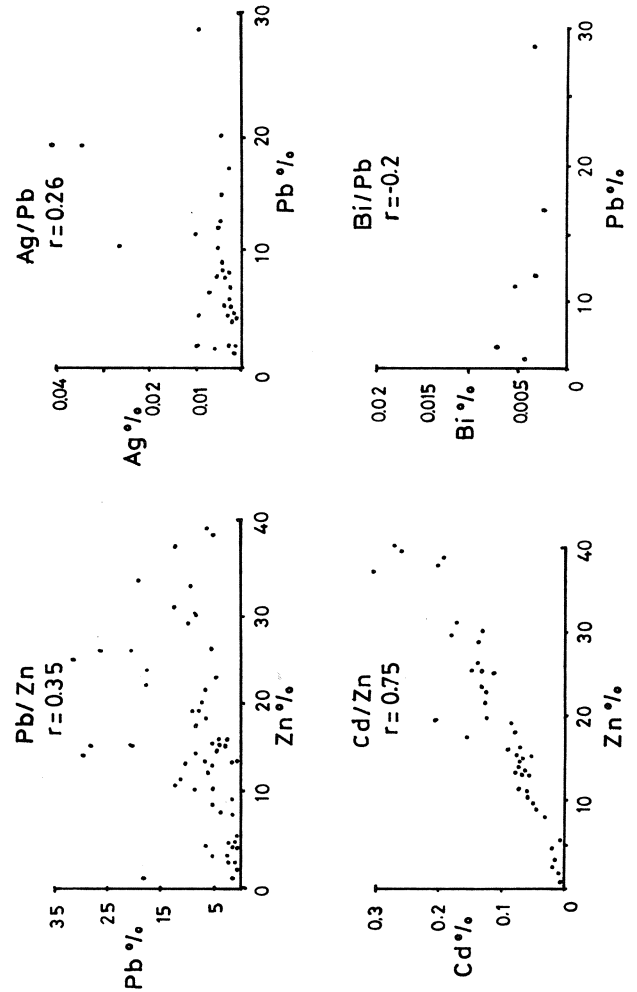 Pb/Zn
r=0.35
Pb%
35
25
15
5
0
10
20
30
40
Zn%
Ag/Pb
r=0.26
Ag%
0.04
0.02
0.01
0
10
20
30
Pb%
Cd/Zn
r=0.75
Cd%
0.3
0.2
0.1
0
10
20
30
40
Zn%
Bi/Pb
r=-0.2
Bi%
0.02
0.015
0.005
0
10
20
30
Pb%